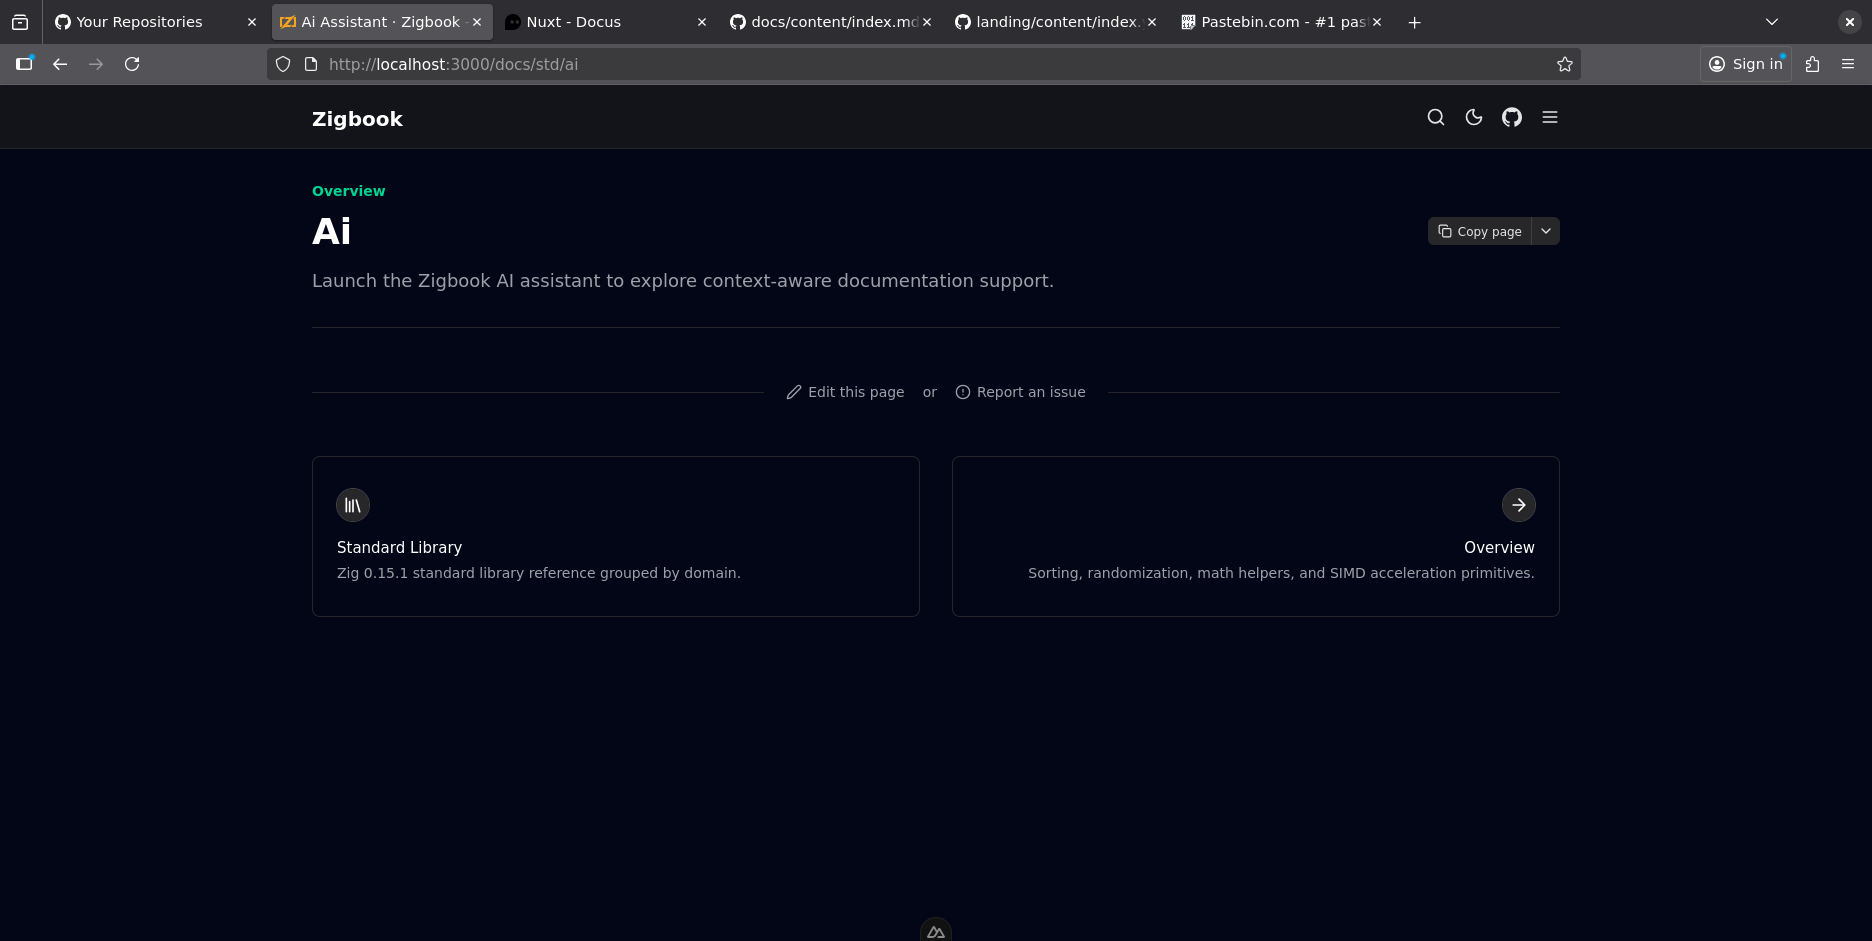 Your Repositories
Ai Assistant · Zigbook
Nuxt - Docus
docs/content/index.md
landing/content/index.
Pastebin.com - #1 pas
http://localhost:3000/docs/std/ai
Sign in
Zigbook
Overview
Ai
Copy page
Launch the Zigbook AI assistant to explore context-aware documentation support.
Edit this page or Report an issue
Standard Library
Zig 0.15.1 standard library reference grouped by domain.
Overview
Sorting, randomization, math helpers, and SIMD acceleration primitives.